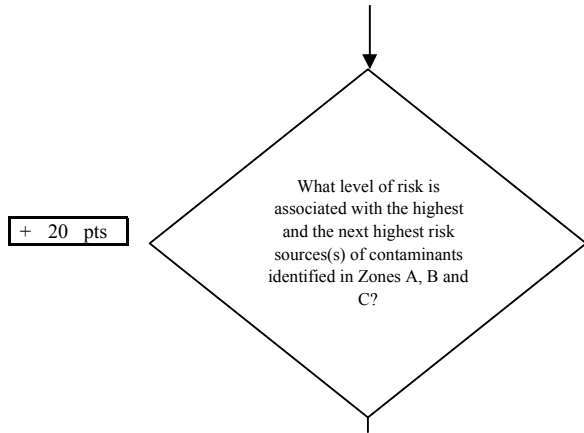 What level of risk is
associated with the highest
and the next highest risk
sources(s) of contaminants
identified in Zones A, B and
C?
+ 20 pts